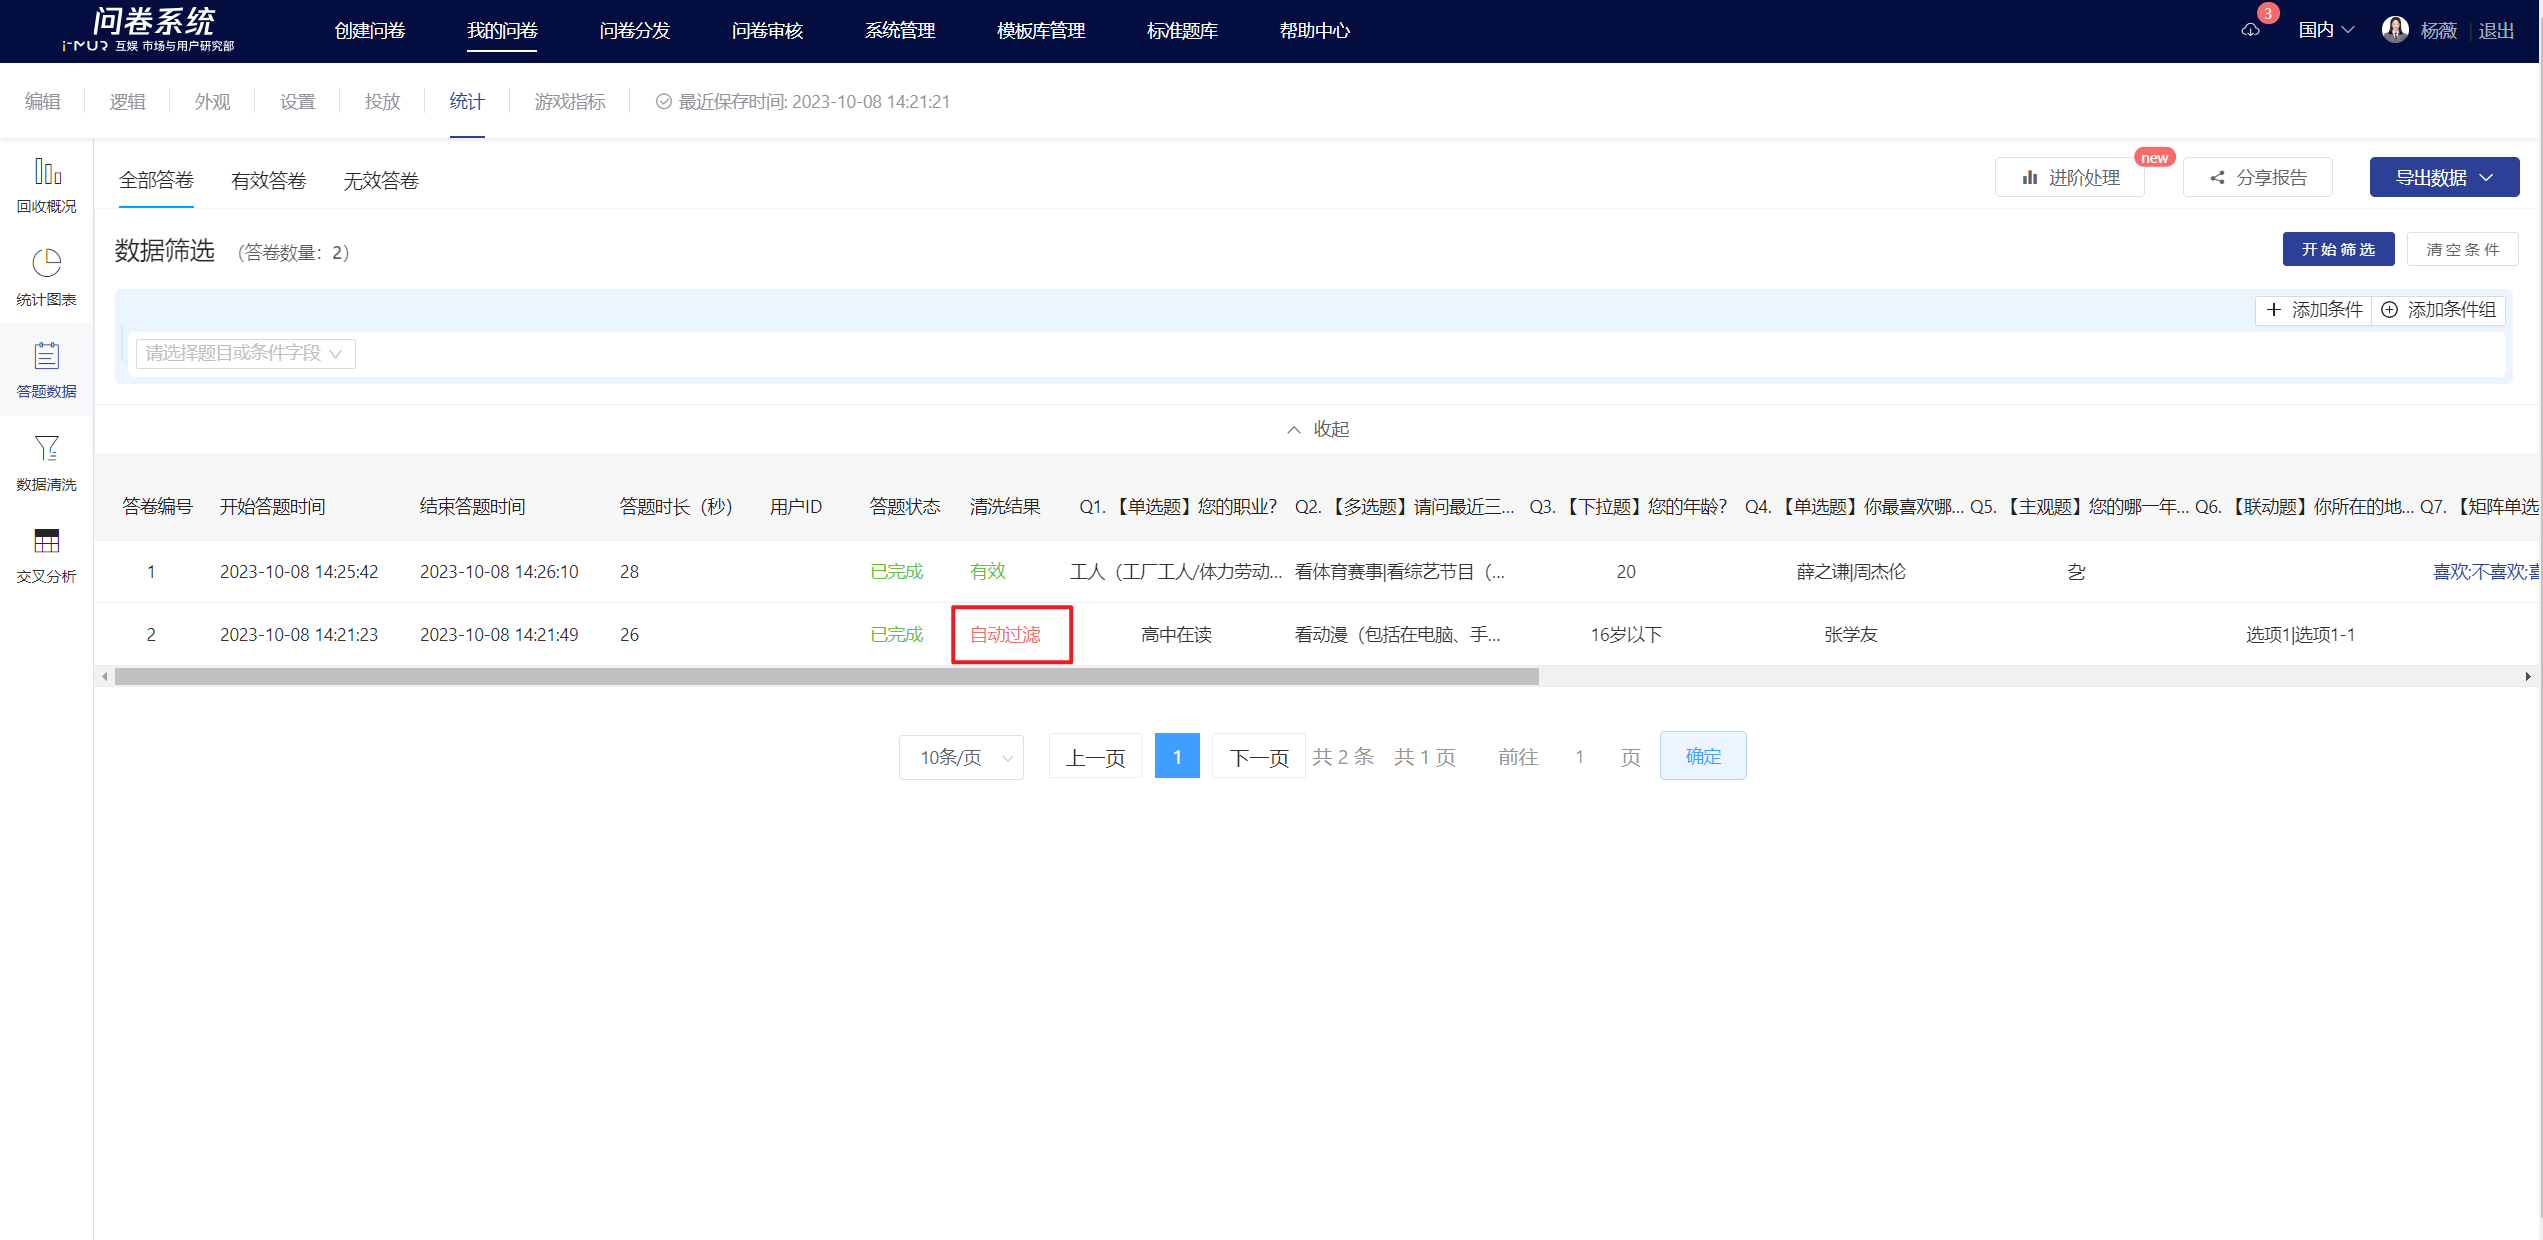 问卷系统
i-MUR 互娱 市场与用户研究部
创建问卷 我的问卷 问卷分发 问卷审核 系统管理 模板库管理 标准题库 帮助中心 3 国内 杨薇 退出
编辑 逻辑 外观 设置 投放 统计 游戏指标 最近保存时间: 2023-10-08 14:21:21
回收概况
统计图表
答题数据
数据清洗
交叉分析
全部答卷 有效答卷 无效答卷 进阶处理 new 分享报告 导出数据
数据筛选 （答卷数量：2） 开始筛选 清空条件
添加条件 添加条件组
请选择题目或条件字段
收起
答卷编号 开始答题时间 结束答题时间 答题时长（秒） 用户ID 答题状态 清洗结果 Q1.【单选题】您的职业? Q2.【多选题】请问最近三... Q3.【下拉题】您的年龄? Q4.【单选题】你最喜欢哪... Q5.【主观题】您的哪一年... Q6.【联动题】你所在的地... Q7.【矩阵单选
1 2023-10-08 14:25:42 2023-10-08 14:26:10 28 已完成 有效 工人（工厂工人/体力劳动... 看体育赛事|看综艺节目（... 20 薛之谦|周杰伦 喜欢;不喜欢;喜
2 2023-10-08 14:21:23 2023-10-08 14:21:49 26 已完成 自动过滤 高中在读 看动漫（包括在电脑、手... 16岁以下 张学友 选项1|选项1-1
10条/页 上一页 1 下一页 共 2 条 共 1 页 前往 1 页 确定